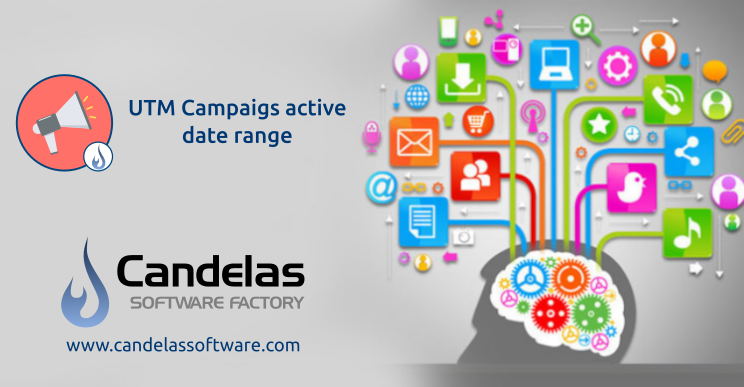 UTM Campaigs active
date range
Candelas
SOFTWARE FACTORY
www.candelassoftware.com